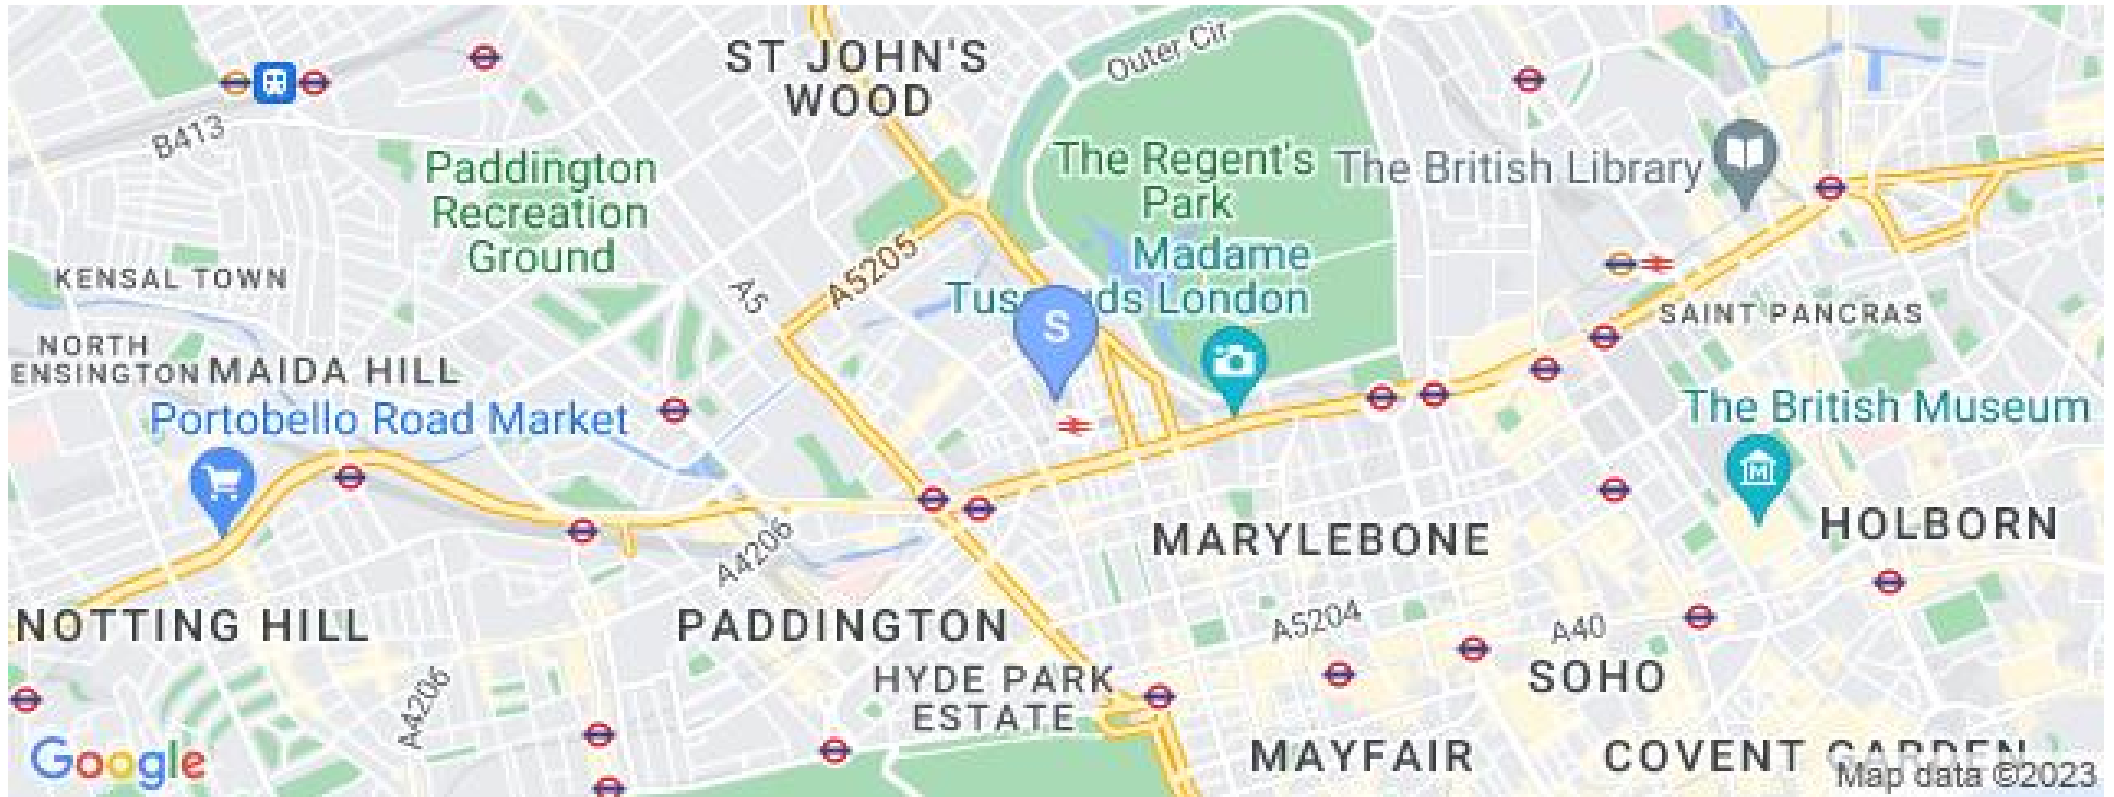 ST JOHN'S
WOOD
Outer Cir
B413
Paddington
Recreation
Ground
The Regent's
Park
The British Library
KENSAL TOWN
A5
A5205
Madame
Tus uds London
S
SAINT PANCRAS
NORTH
ENSINGTON
MAIDA HILL
Portobello Road Market
The British Museum
M
MARYLEBONE
HOLBORN
A4206
NOTTING HILL
PADDINGTON
A5204
A40
HYDE PARK
ESTATE
SOHO
A4206
MAYFAIR
COVENT GARDEN
Google
Map data ©2023